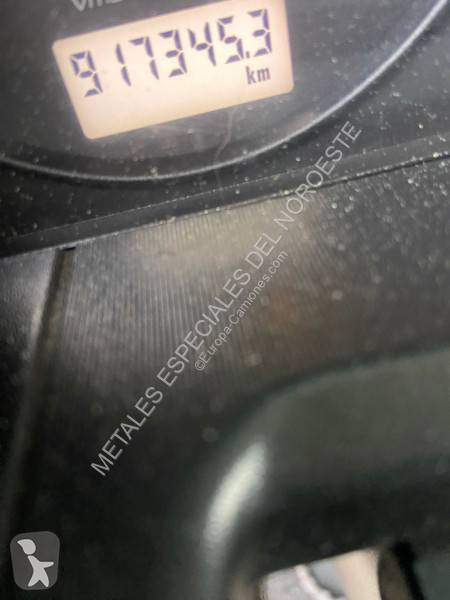 917345.3
km
METALES ESPECIALES DEL NOROESTE
©Europa-Camiones.com